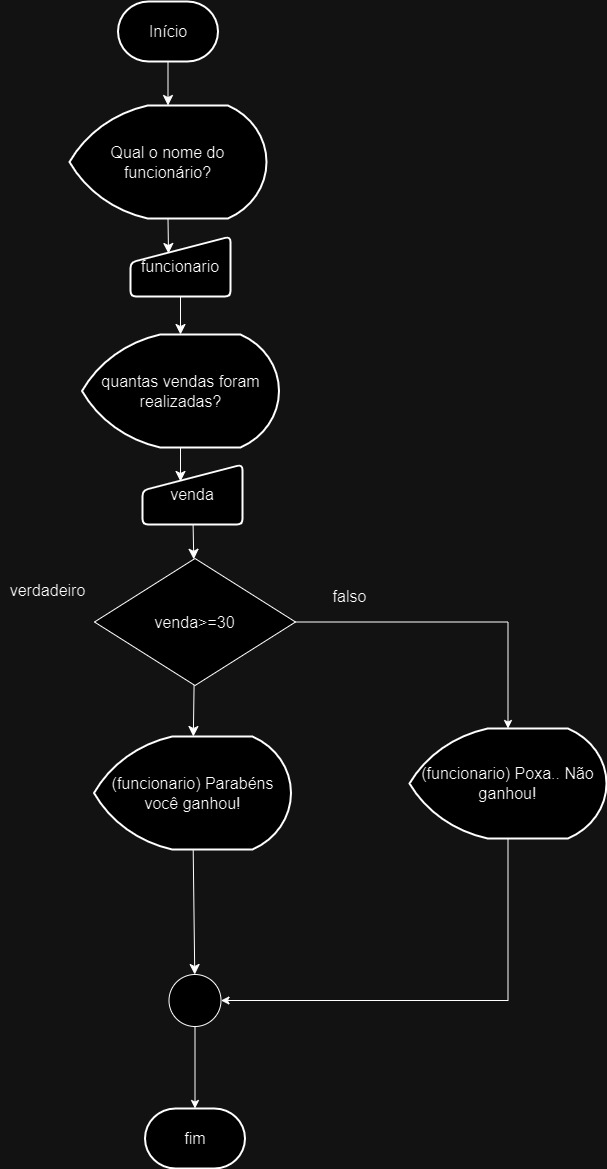 Início
Qual o nome do
funcionário?
funcionario
quantas vendas foram
realizadas?
venda
verdadeiro
falso
venda>=30
(funcionario) Parabéns
você ganhou!
(funcionario) Poxa.. Não
ganhou!
fim